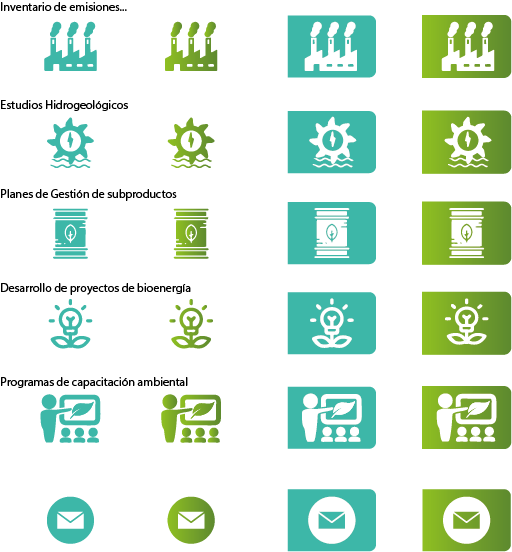 Inventario de emisiones...
Estudios Hidrogeológicos
Planes de Gestión de subproductos
Desarrollo de proyectos de bioenergía
Programas de capacitación ambiental